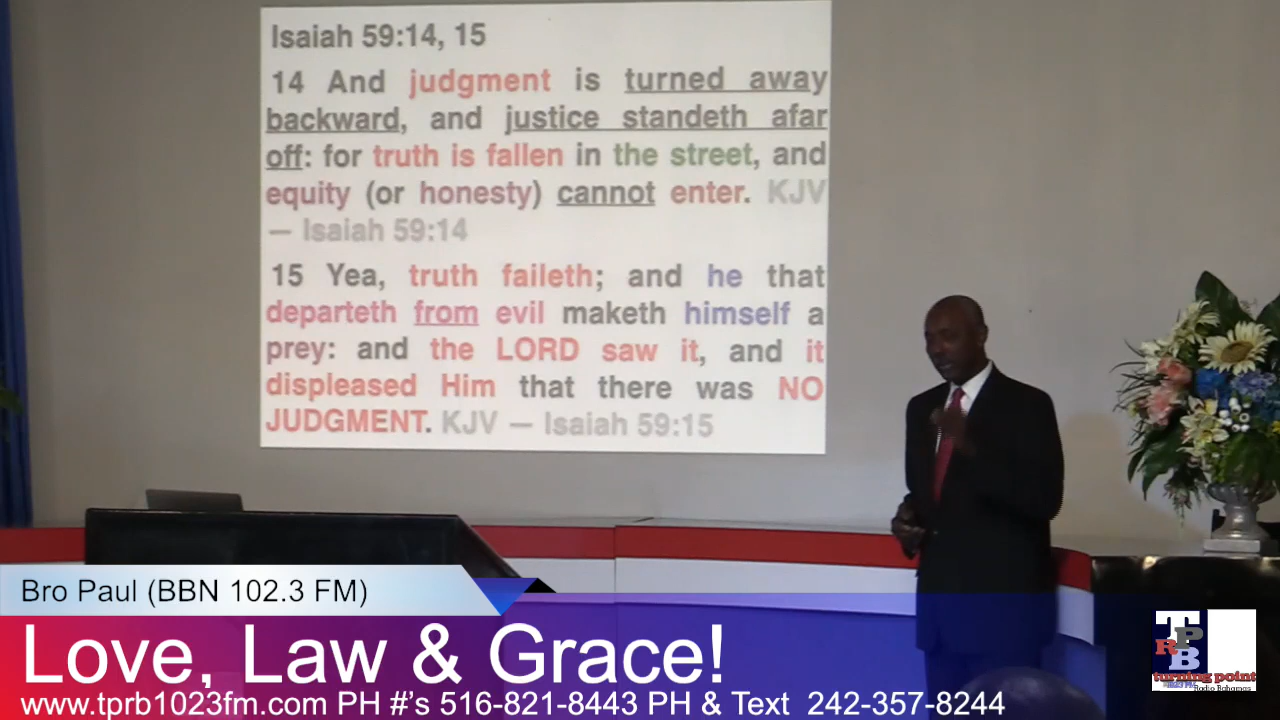 Isaiah 59:14, 15
14 And judgment is turned away
backward, and justice standeth afar
off: for truth is fallen in the street, and
equity (or honesty) cannot enter. KJV
— Isaiah 59:14
15 Yea, truth faileth; and he that
departeth from evil maketh himself a
prey: and the LORD saw it, and it
displeased Him that there was NO
JUDGMENT. KJV — Isaiah 59:15
Bro Paul (BBN 102.3 FM)
Love, Law & Grace!
www.tprb1023fm.com PH #'s 516-821-8443 PH & Text 242-357-8244
TPRB
turning point
Radio Bahamas